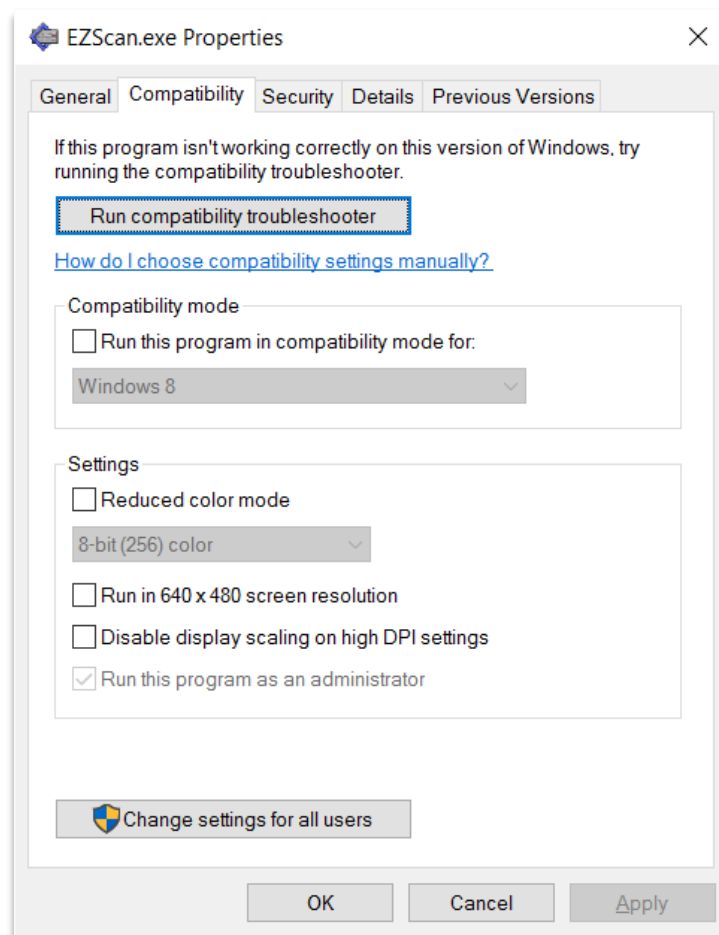 EZScan.exe Properties
General Compatibility Security Details Previous Versions
If this program isn't working correctly on this version of Windows, try
running the compatibility troubleshooter.
Run compatibility troubleshooter
How do I choose compatibility settings manually?
Compatibility mode
Run this program in compatibility mode for:
Windows 8
Settings
Reduced color mode
8-bit (256) color
Run in 640 x 480 screen resolution
Disable display scaling on high DPI settings
Run this program as an administrator
Change settings for all users
OK Cancel Apply